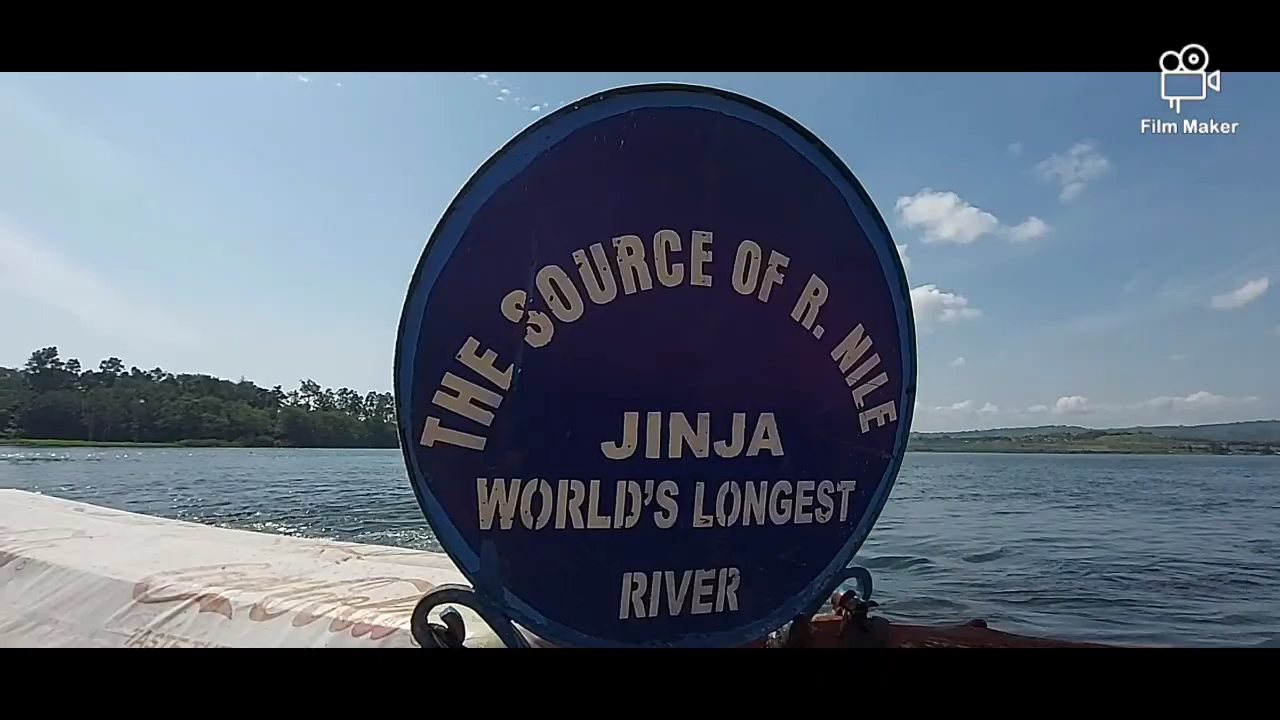 Film Maker
THE SOURCE OF R. NILE
JINJA
WORLD'S LONGEST
RIVER